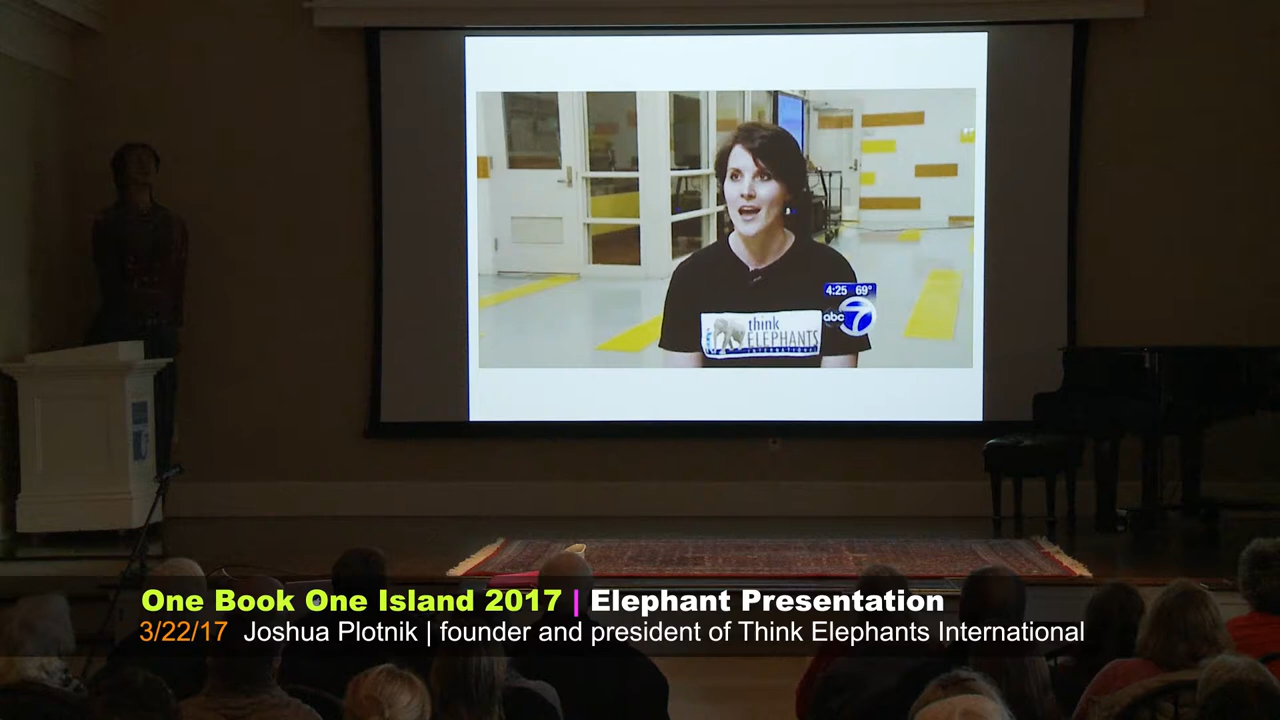 4:25 69°
abc 7
think
ELEPHANTS
INTERNATIONAL
One Book One Island 2017 | Elephant Presentation
3/22/17 Joshua Plotnik | founder and president of Think Elephants International